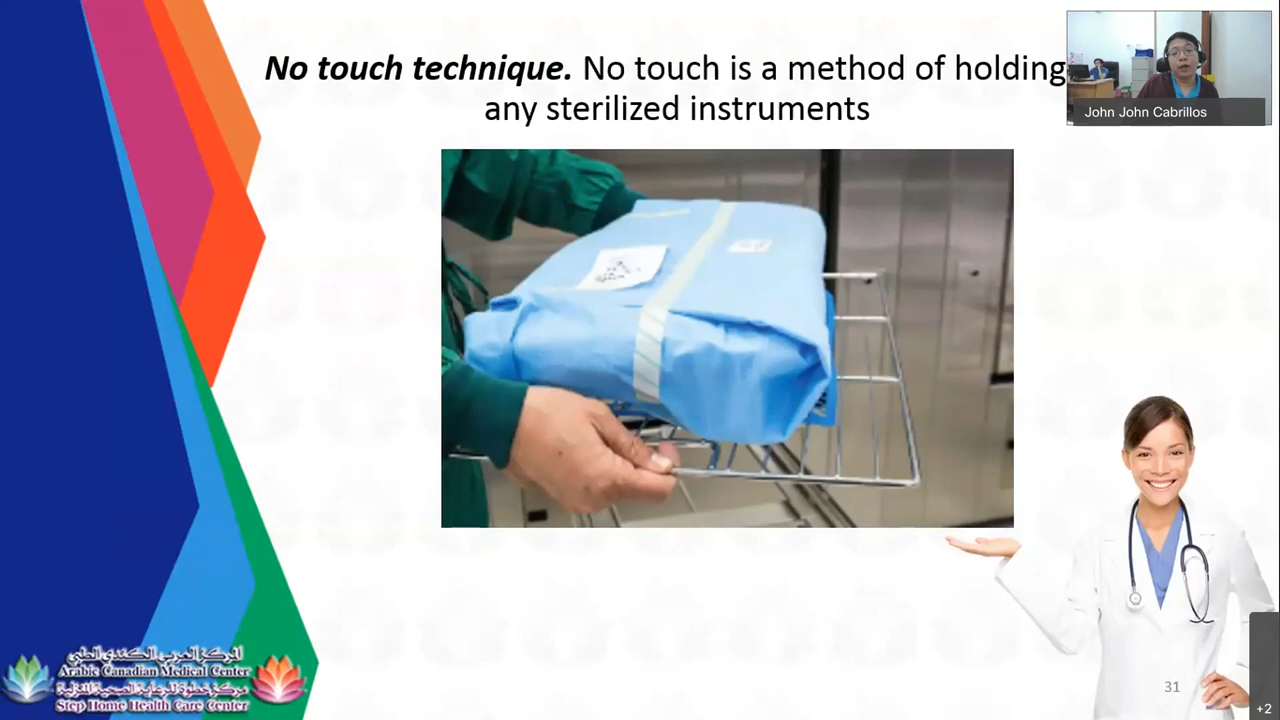 No touch technique. No touch is a method of holding
any sterilized instruments
John John Cabrillos
المركز العربي الكندي الطبي
Arabic Canadian Medical Center
مركز خطوة للرعاية الصحية المنزلية
Step Home Health Care Center
31
+2